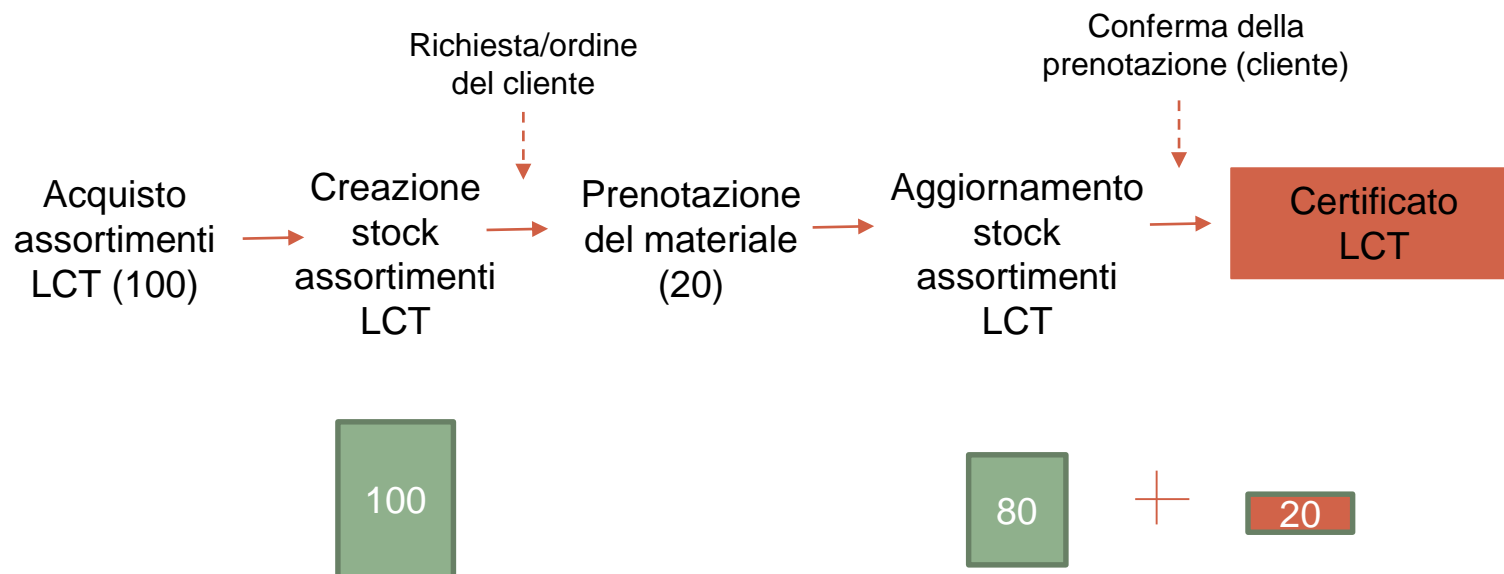 Richiesta/ordine
del cliente
Conferma della
prenotazione (cliente)
Acquisto
assortimenti
LCT (100)
Creazione
stock
assortimenti
LCT
Prenotazione
del materiale
(20)
Aggiornamento
stock
assortimenti
LCT
Certificato
LCT
100
80
20